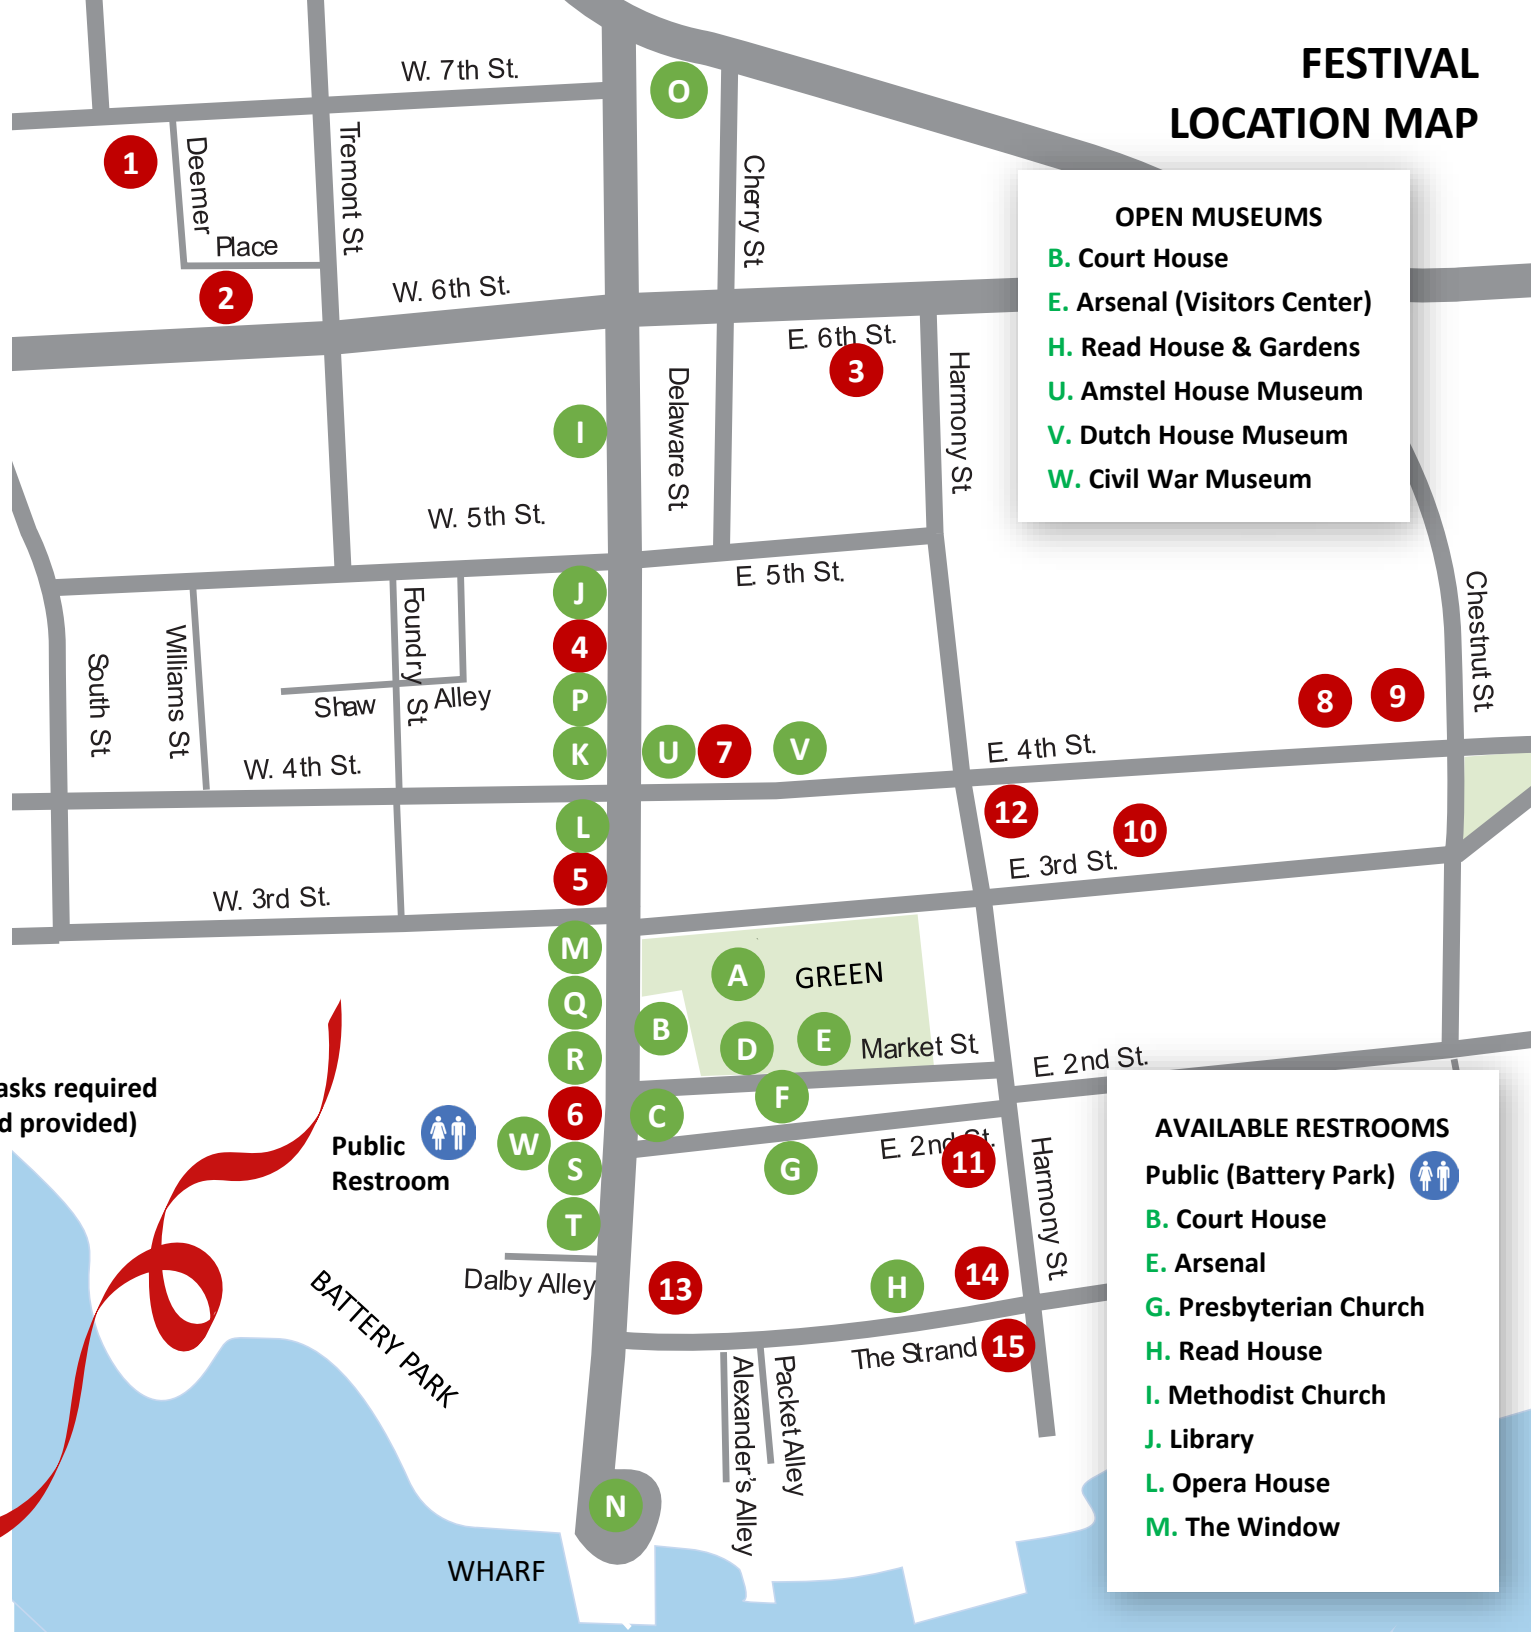 FESTIVAL
LOCATION MAP
W. 7th St.
O
1
Deemer
Place
Tremont St
Cherry St
2
W. 6th St.
E. 6th St.
3
OPEN MUSEUMS
B. Court House
E. Arsenal (Visitors Center)
H. Read House & Gardens
U. Amstel House Museum
V. Dutch House Museum
W. Civil War Museum
I
Delaware St
Harmony St
W. 5th St.
E. 5th St.
J
4
P
K
Foundry St
Shaw
Alley
Williams St
South St
U
7
V
8
9
Chestnut St
W. 4th St.
E. 4th St.
L
5
12
10
W. 3rd St.
E. 3rd St.
M
Q
R
6
W
S
T
A
GREEN
B
D
E
Market St.
C
F
E. 2nd St.
E. 2nd St.
G
11
Harmony St
asks required
d provided)
Public
Restroom
Dalby Alley
13
H
14
The Strand
15
BATTERY PARK
Alexander's Alley
Packet Alley
N
WHARF
AVAILABLE RESTROOMS
Public (Battery Park)
B. Court House
E. Arsenal
G. Presbyterian Church
H. Read House
I. Methodist Church
J. Library
L. Opera House
M. The Window